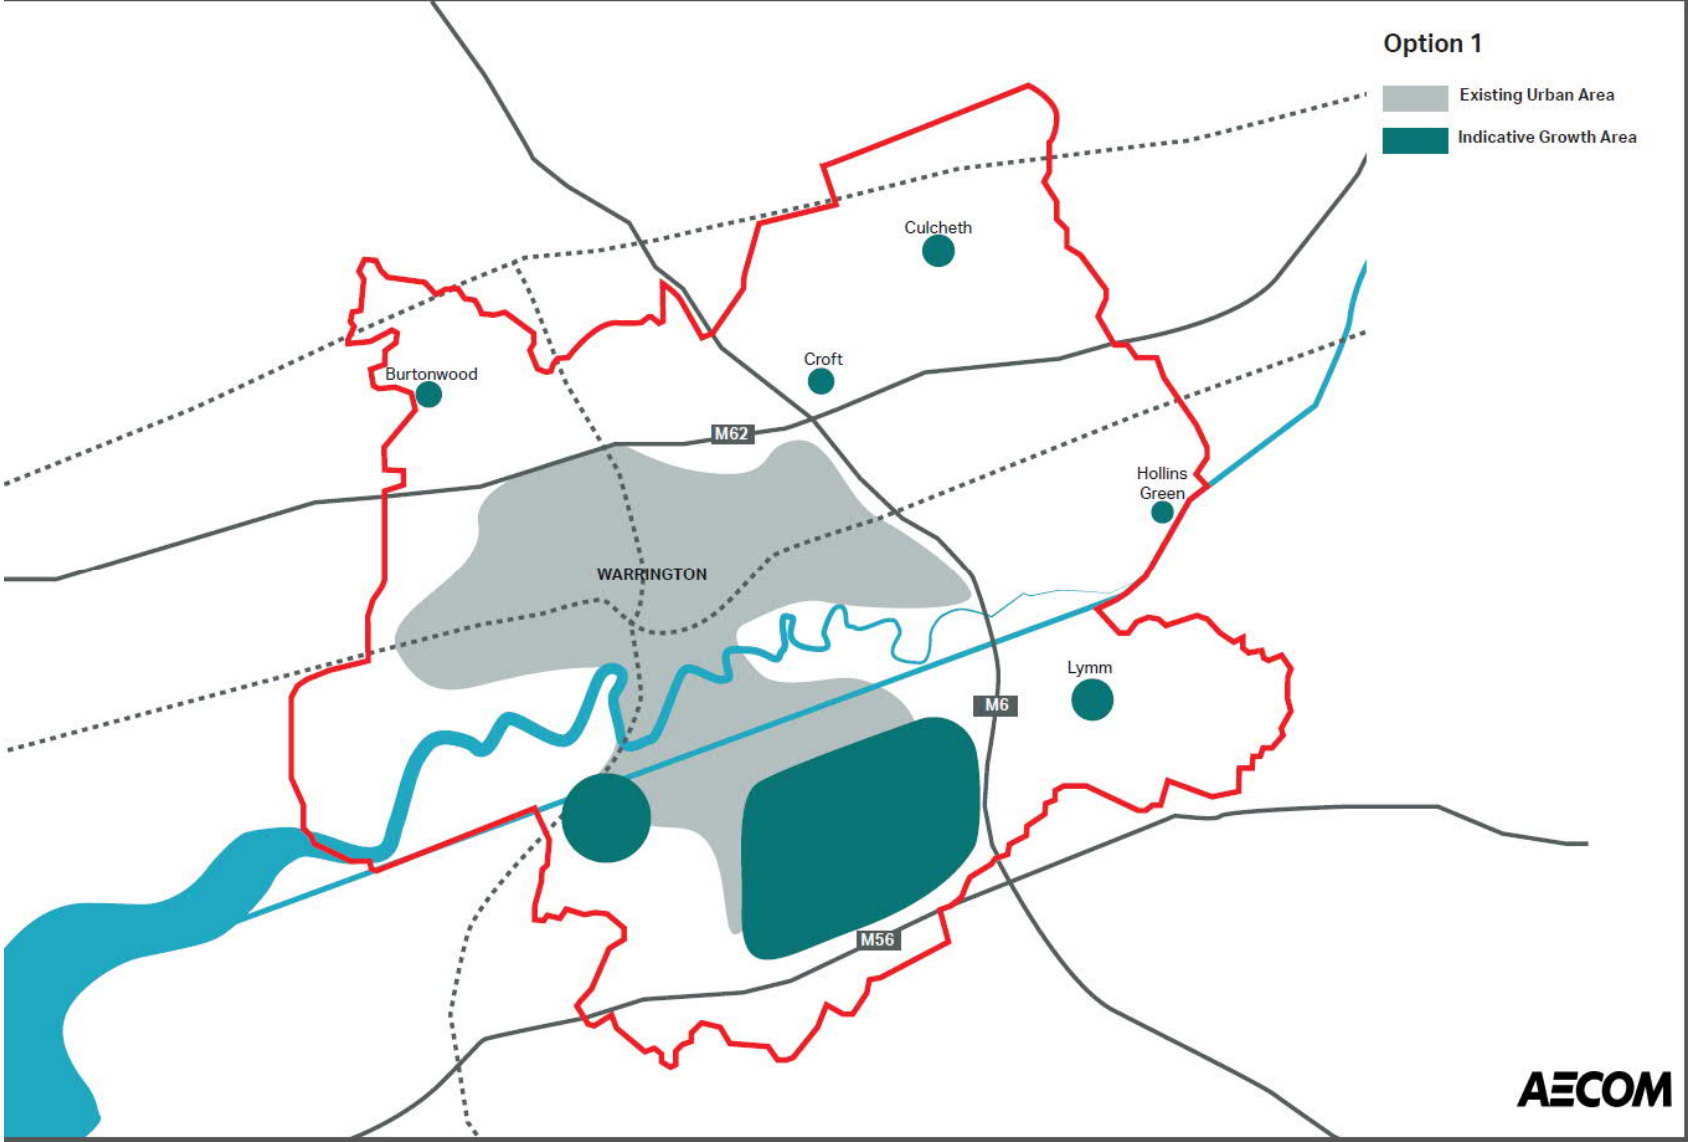 Option 1
Existing Urban Area
Indicative Growth Area
Culcheth
Croft
Burtonwood
M62
Hollins
Green
WARRINGTON
Lymm
M6
M56
AECOM